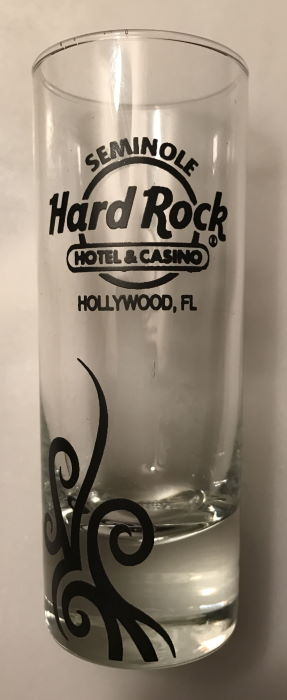 SEMINOLE
Hard Rock®
HOTEL & CASINO
HOLLYWOOD, FL